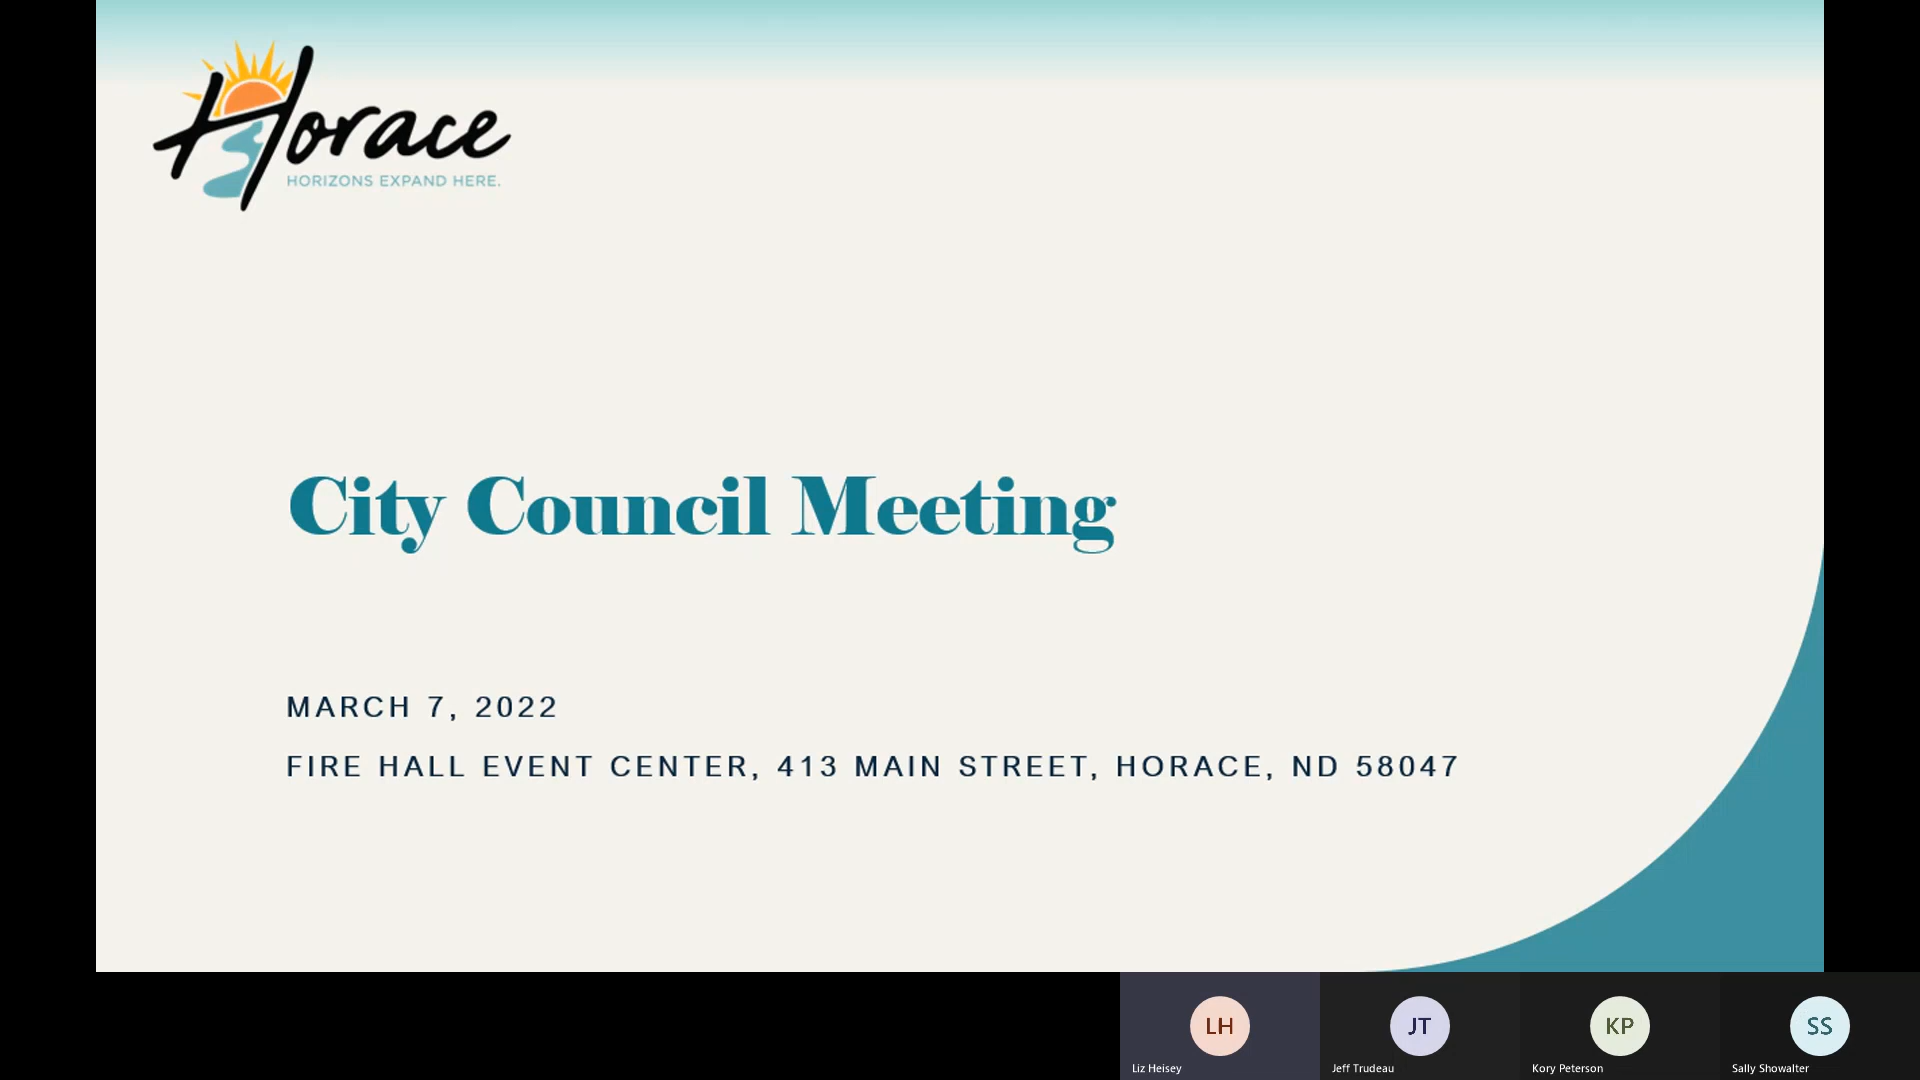 Horace
HORIZONS EXPAND HERE.
City Council Meeting
MARCH 7, 2022
FIRE HALL EVENT CENTER, 413 MAIN STREET, HORACE, ND 58047
LH
JT
KP
SS
Liz Heisey
Jeff Trudeau
Kory Peterson
Sally Showalter